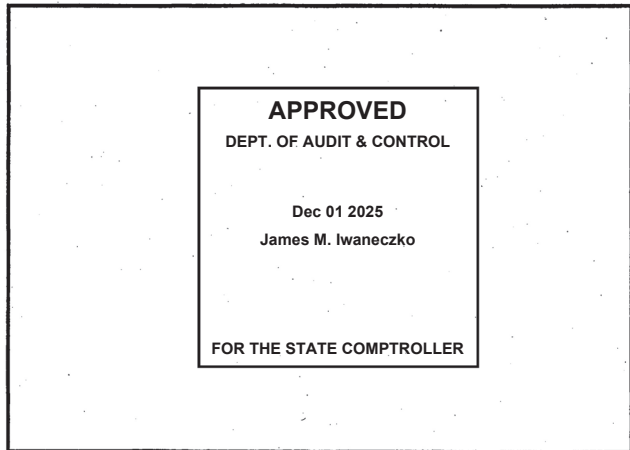 APPROVED
DEPT. OF AUDIT & CONTROL
Dec 01 2025
James M. Iwaneczko
FOR THE STATE COMPTROLLER